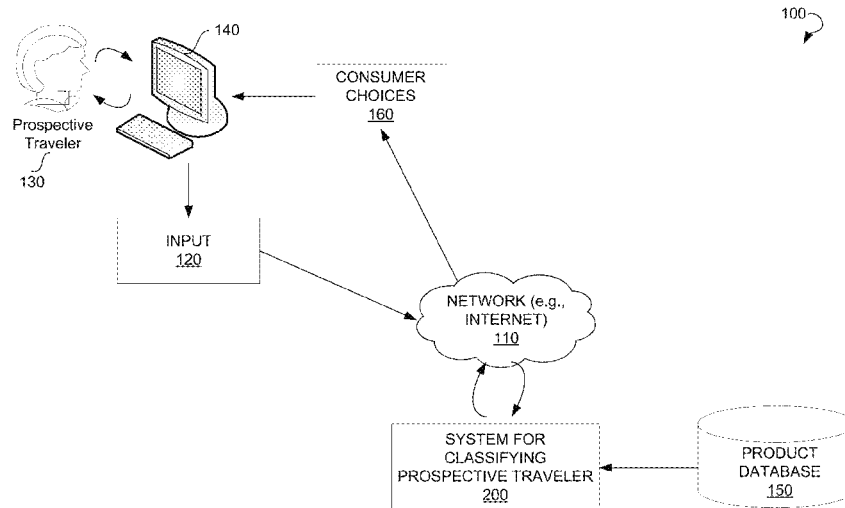 100
140
CONSUMER
CHOICES
160
Prospective
Traveler
130
INPUT
120
NETWORK (e.g.,
INTERNET)
110
SYSTEM FOR
CLASSIFYING
PROSPECTIVE TRAVELER
200
PRODUCT
DATABASE
150